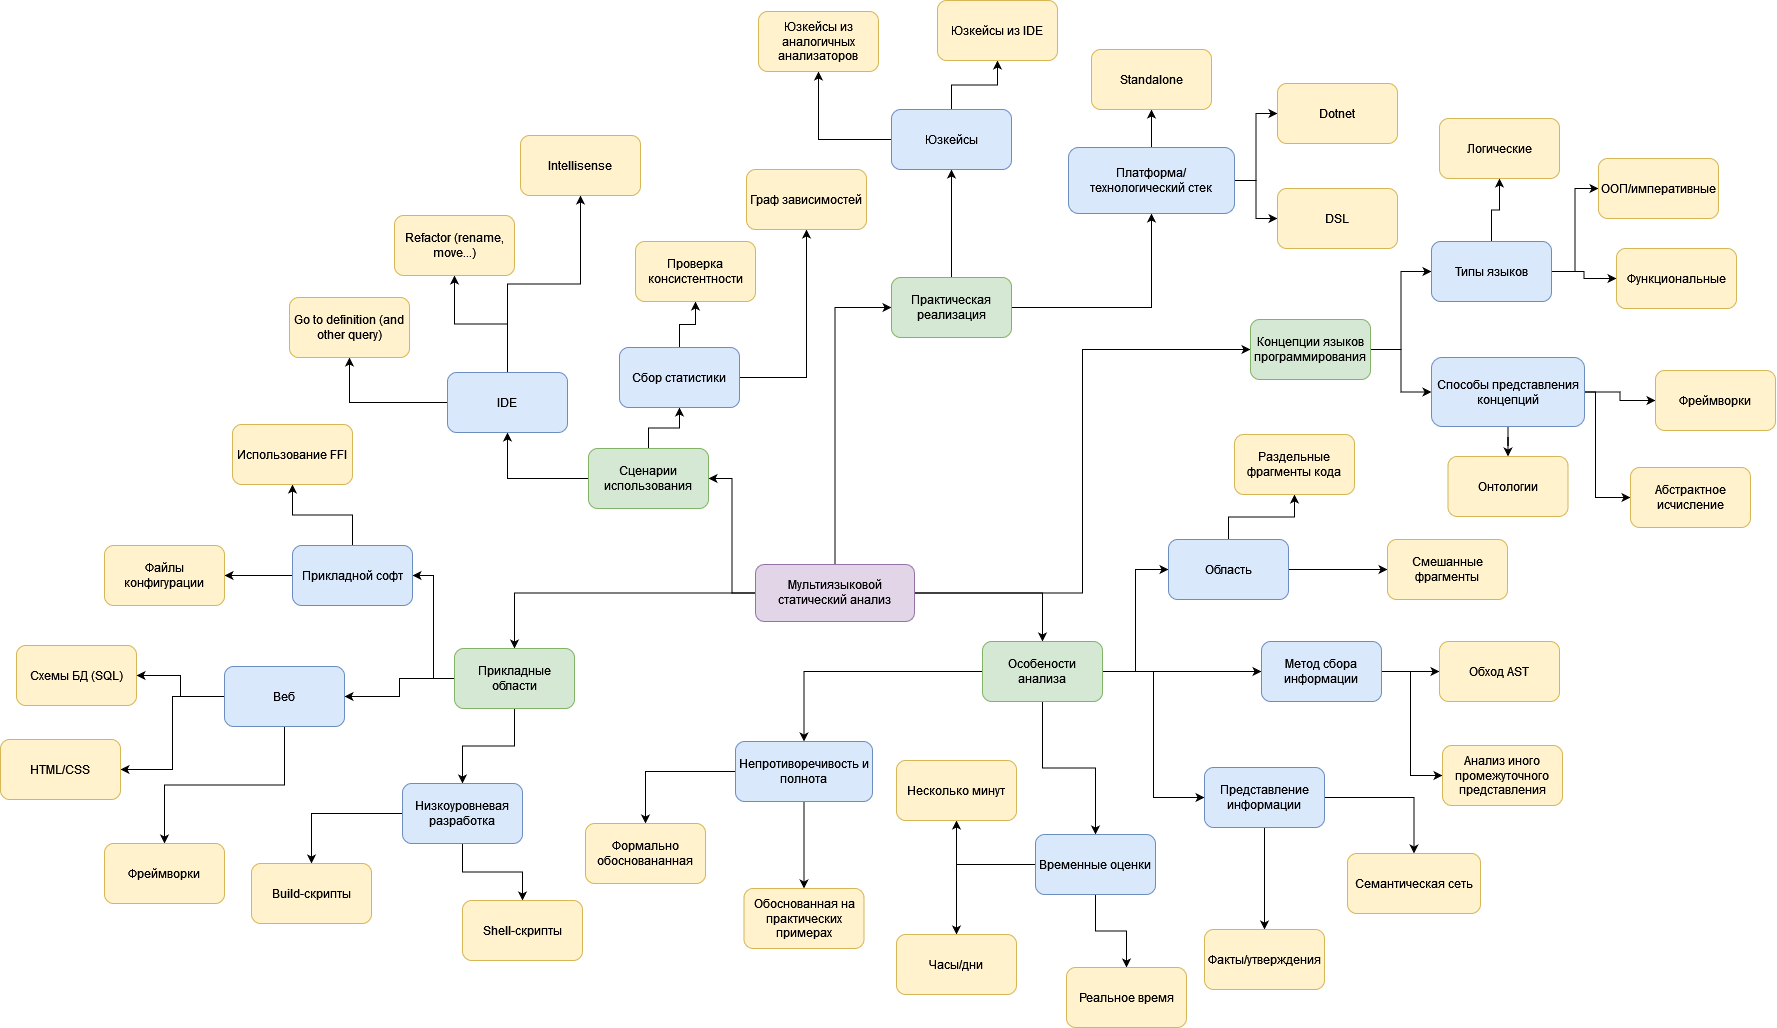 Юзкейсы из
аналогичных
анализаторов
Юзкейсы из IDE
Standalone
Dotnet
Юзкейсы
Логические
Intellisense
Платформа/
технологический стек
ООП/императивные
Граф зависимостей
DSL
Refactor (rename,
move...)
Проверка
консистентности
Типы языков
Функциональные
Практическая
реализация
Go to definition (and
other query)
Концепции языков
программирования
Сбор статистики
IDE
Способы представления
концепций
Фреймворки
Использование FFI
Сценарии
использования
Раздельные
фрагменты кода
Онтологии
Абстрактное
исчисление
Файлы
конфигурации
Прикладной софт
Мультиязыковой
статический анализ
Область
Смешанные
фрагменты
Схемы БД (SQL)
Веб
Прикладные
области
Особености
анализа
Метод сбора
информации
Обход AST
HTML/CSS
Непротиворечивость и
полнота
Несколько минут
Представление
информации
Анализ иного
промежуточного
представления
Низкоуровневая
разработка
Фреймворки
Build-скрипты
Shell-скрипты
Формально
обосновананная
Временные оценки
Семантическая сеть
Обоснованная на
практических
примерах
Часы/дни
Реальное время
Факты/утверждения